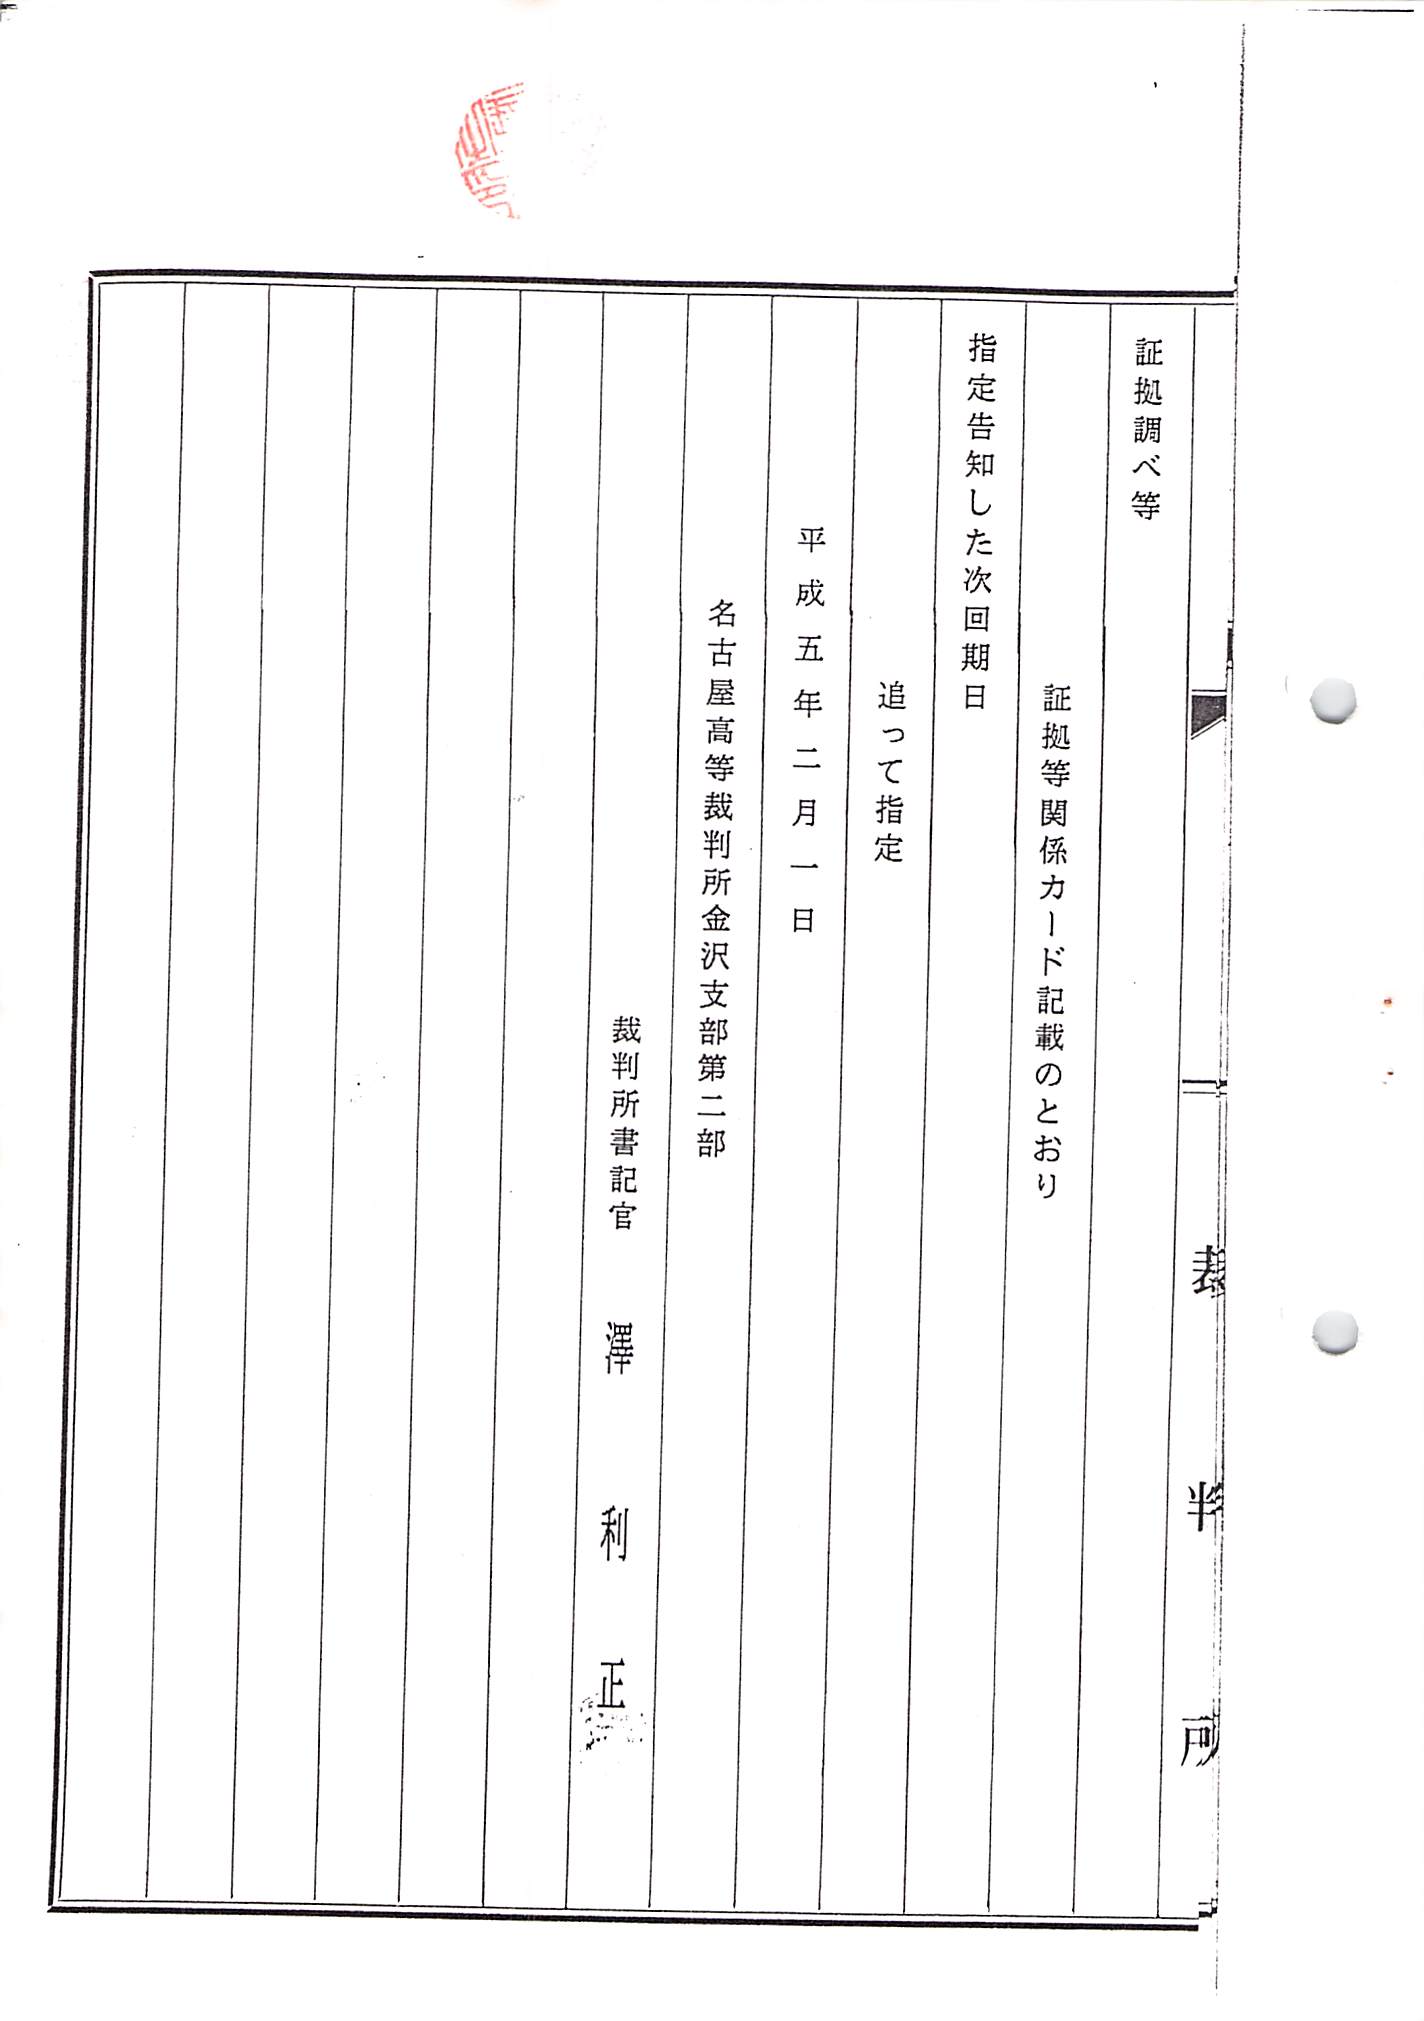 証拠調べ等
証拠等関係カード記載のとおり
指定告知した次回期日
追って指定
平成五年二月一日
名古屋高等裁判所金沢支部第二部
裁判所書記官 澤利正
裁判所